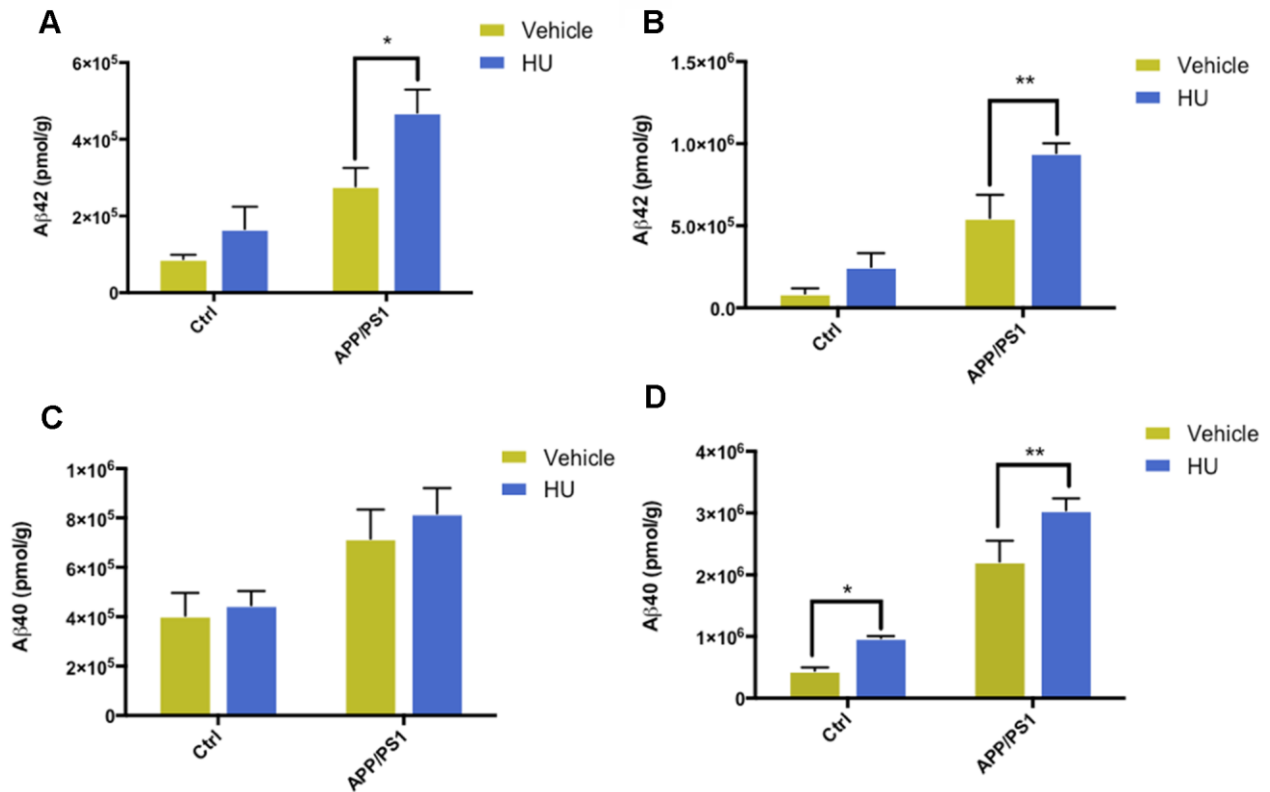 A
Vehicle
HU
*
6×10⁵
4×10⁵
2×10⁵
0
Aβ42 (pmol/g)
Ctrl
APP/PS1
B
Vehicle
HU
**
1.5×10⁶
1.0×10⁶
5.0×10⁵
0.0
Aβ42 (pmol/g)
Ctrl
APP/PS1
C
Vehicle
HU
1×10⁶
8×10⁵
6×10⁵
4×10⁵
2×10⁵
0
Aβ40 (pmol/g)
Ctrl
APP/PS1
D
Vehicle
HU
**
*
4×10⁶
3×10⁶
2×10⁶
1×10⁶
0
Aβ40 (pmol/g)
Ctrl
APP/PS1